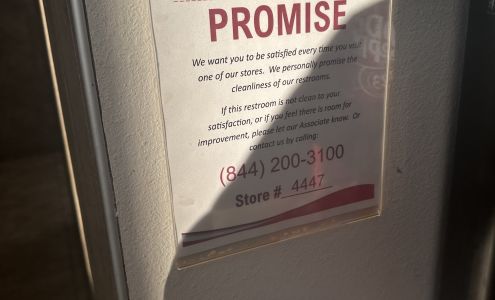 PROMISE
We want you to be satisfied every time you visit
one of our stores. We personally promise the
cleanliness of our restrooms.
If this restroom is not clean to your
satisfaction, or if you feel there is room for
improvement, please let our Associate know. Or
contact us by calling:
(844) 200-3100
Store # 4447